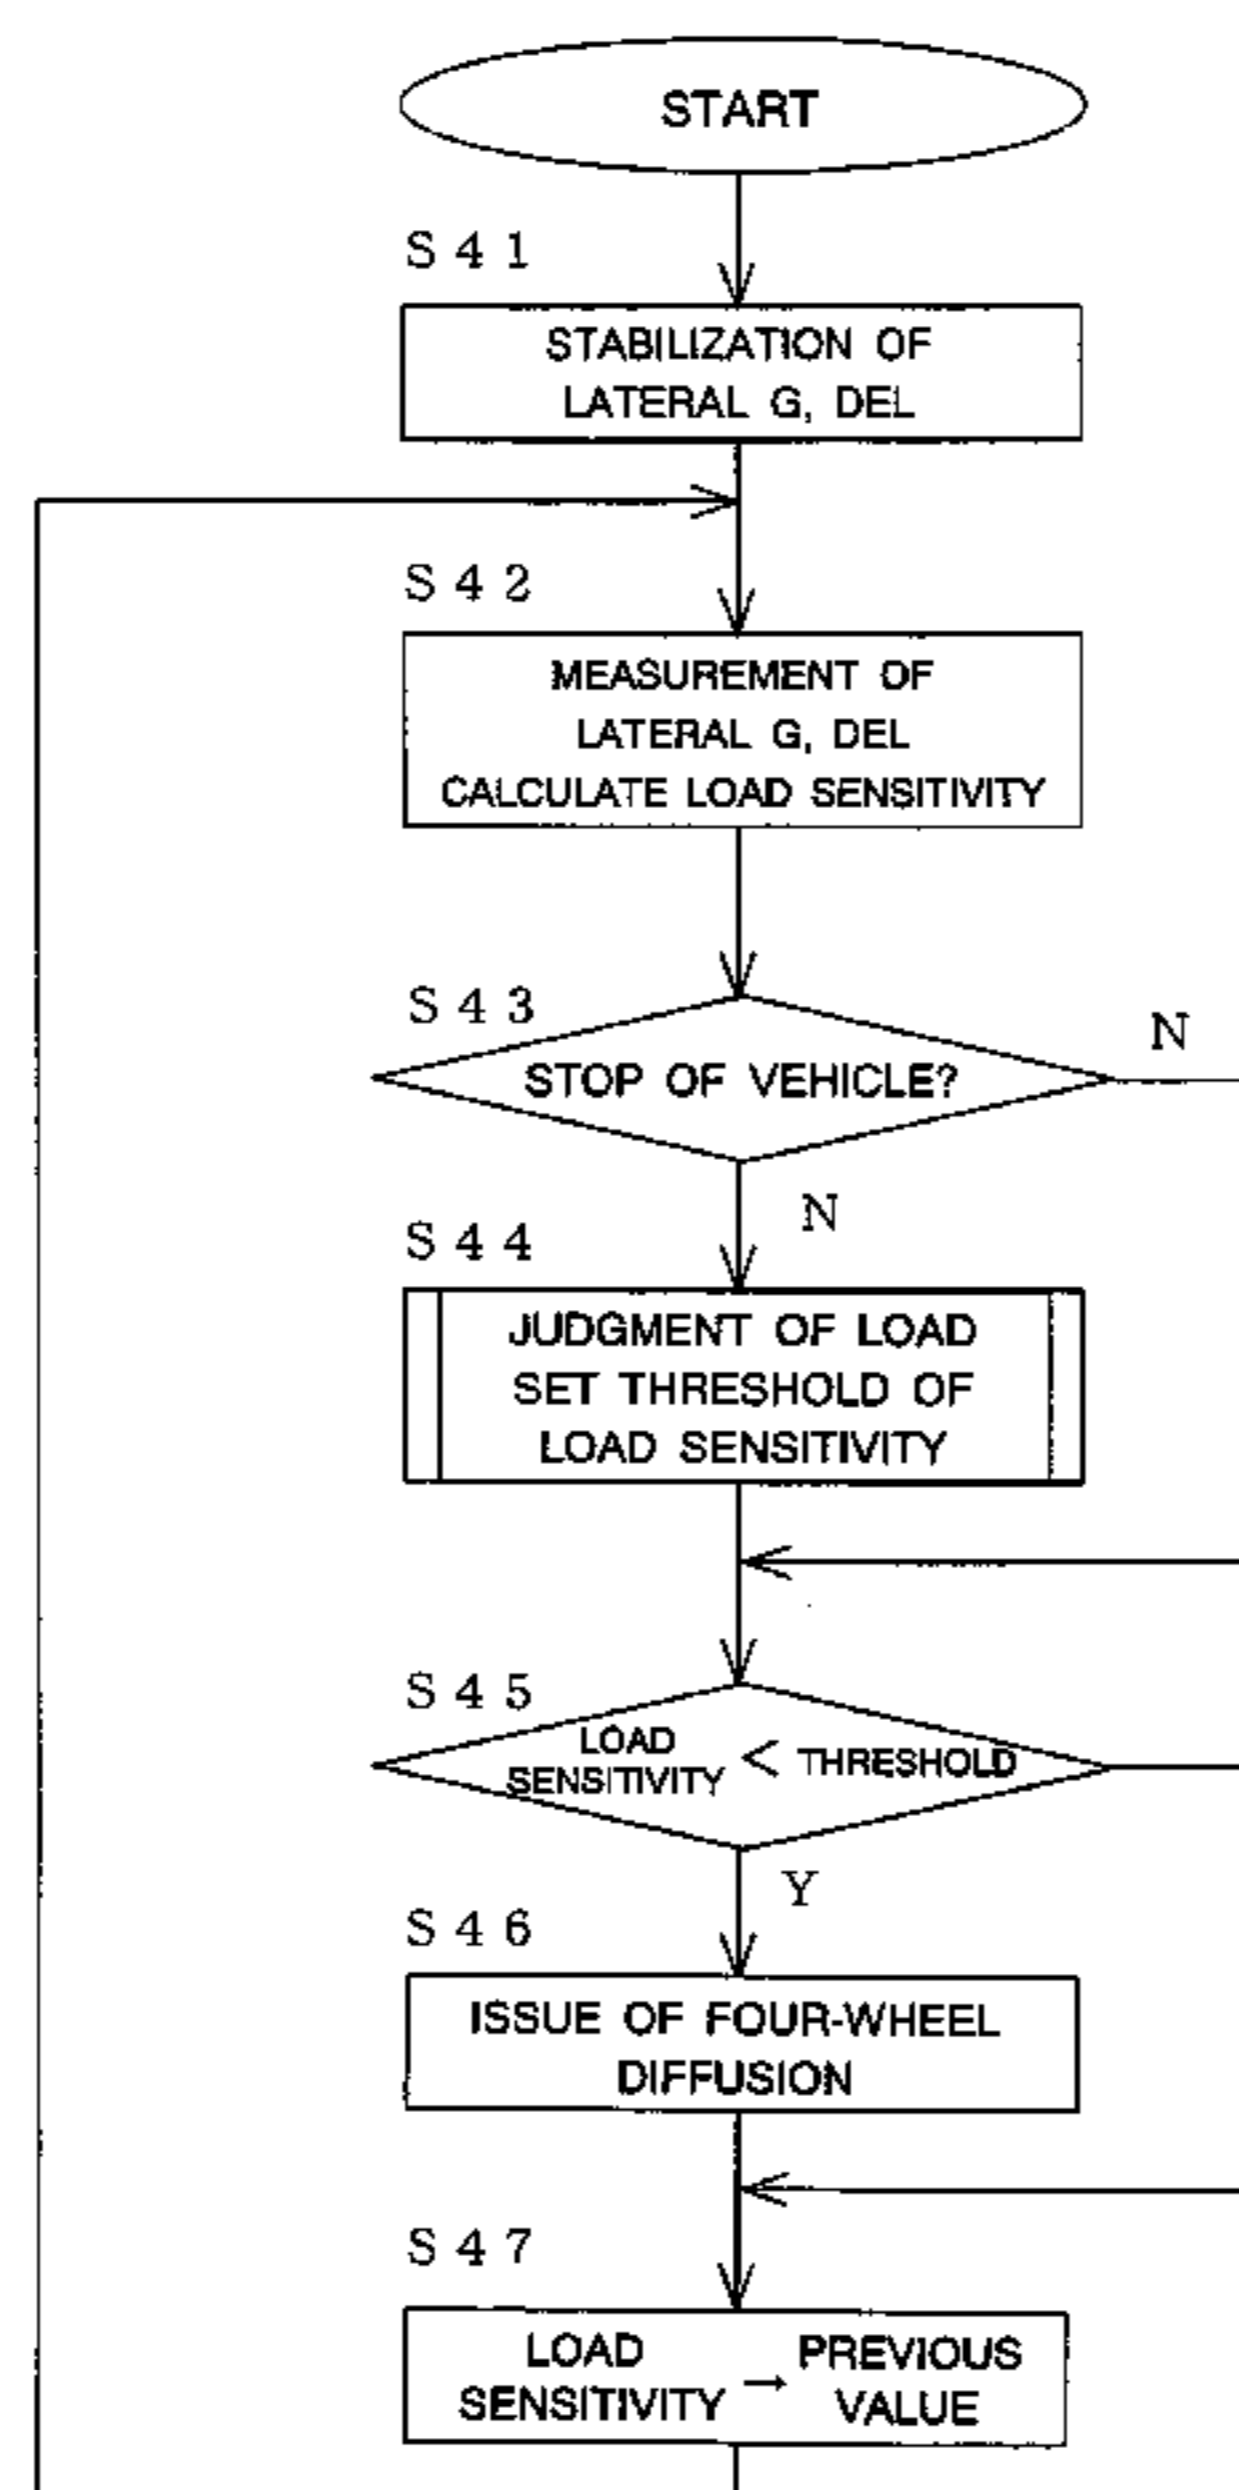 START
S 4 1
STABILIZATION OF
LATERAL G, DEL
S 4 2
MEASUREMENT OF
LATERAL G, DEL
CALCULATE LOAD SENSITIVITY
S 4 3
STOP OF VEHICLE?
N
N
S 4 4
JUDGMENT OF LOAD
SET THRESHOLD OF
LOAD SENSITIVITY
S 4 5
LOAD
SENSITIVITY < THRESHOLD
Y
S 4 6
ISSUE OF FOUR-WHEEL
DIFFUSION
S 4 7
LOAD
SENSITIVITY → PREVIOUS
VALUE